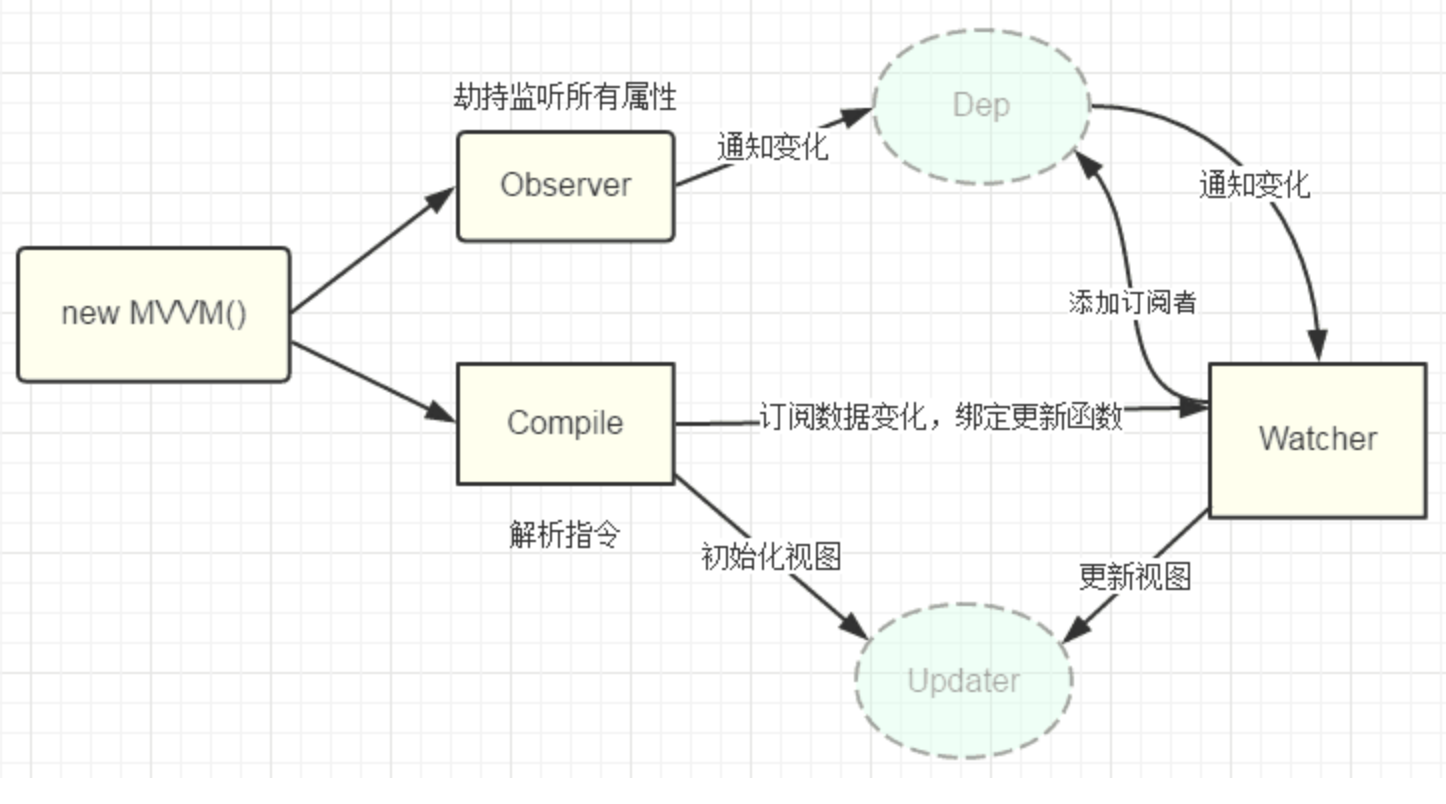 Dep
劫持监听所有属性
通知变化
Observer
通知变化
添加订阅者
new MVVM()
Compile
订阅数据变化，绑定更新函数
Watcher
解析指令
初始化视图
更新视图
Updater